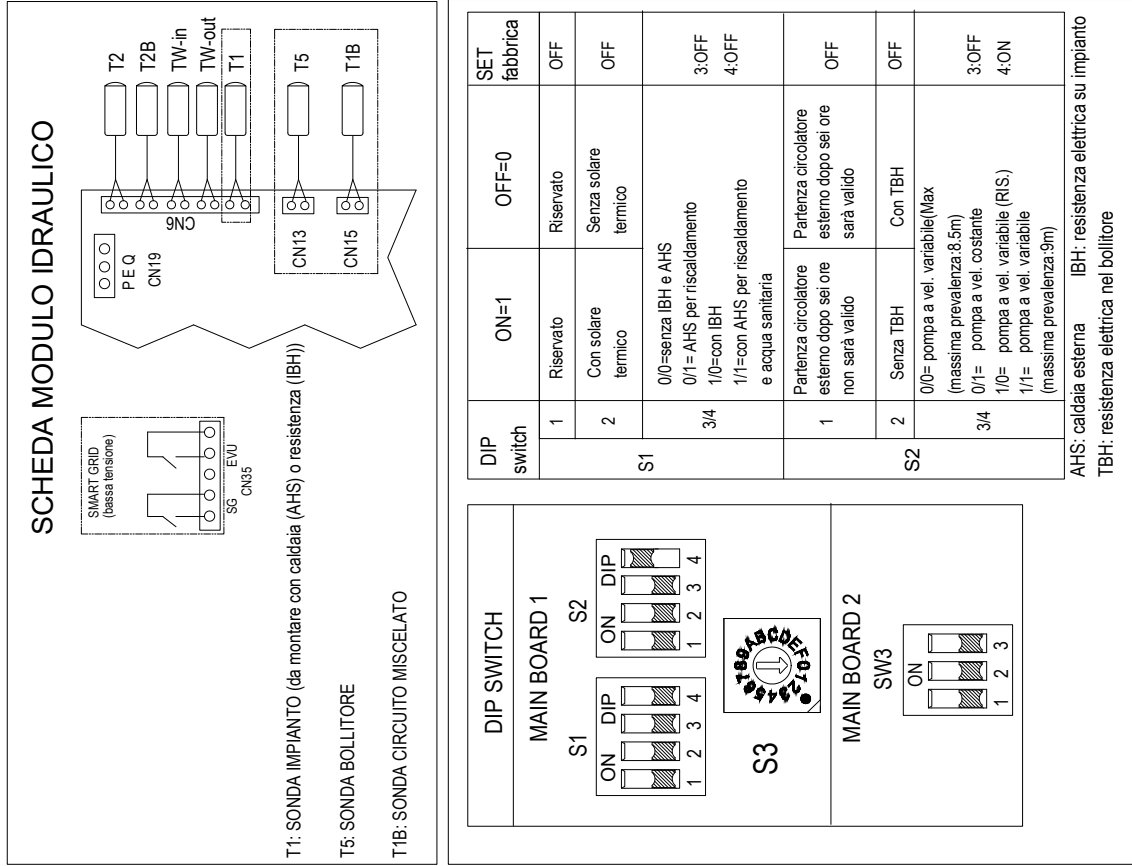 SCHEDA MODULO IDRAULICO
SMART GRID
(bassa tensione)
SG
EVU
CN35
P E Q
CN19
CN6
T2
T2B
TW-in
TW-out
T1
CN13
T5
CN15
T1B
T1: SONDA IMPIANTO (da montare con caldaia (AHS) o resistenza (IBH))
T5: SONDA BOLLITORE
T1B: SONDA CIRCUITO MISCELATO
DIP SWITCH
MAIN BOARD 1
S1
S2
ON DIP
1 2 3 4
ON DIP
1 2 3 4
S3
0 1 2 3 4 5 6 7 8 9 A B C D E F
MAIN BOARD 2
SW3
ON
1 2 3
DIP
switch
ON=1
OFF=0
SET
fabbrica
S1
1
Riservato
Riservato
OFF
2
Con solare
termico
Senza solare
termico
OFF
3/4
0/0=senza IBH e AHS
0/1= AHS per riscaldamento
1/0=con IBH
1/1=con AHS per riscaldamento
e acqua sanitaria
3:OFF
4:OFF
S2
1
Partenza circolatore
esterno dopo sei ore
non sarà valido
Partenza circolatore
esterno dopo sei ore
sarà valido
OFF
2
Senza TBH
Con TBH
OFF
3/4
0/0= pompa a vel. variabile(Max
(massima prevalenza:8.5m)
0/1= pompa a vel. costante
1/0= pompa a vel. variabile (RIS.)
1/1= pompa a vel. variabile
(massima prevalenza:9m)
3:OFF
4:ON
AHS: caldaia esterna IBH: resistenza elettrica su impianto
TBH: resistenza elettrica nel bollitore